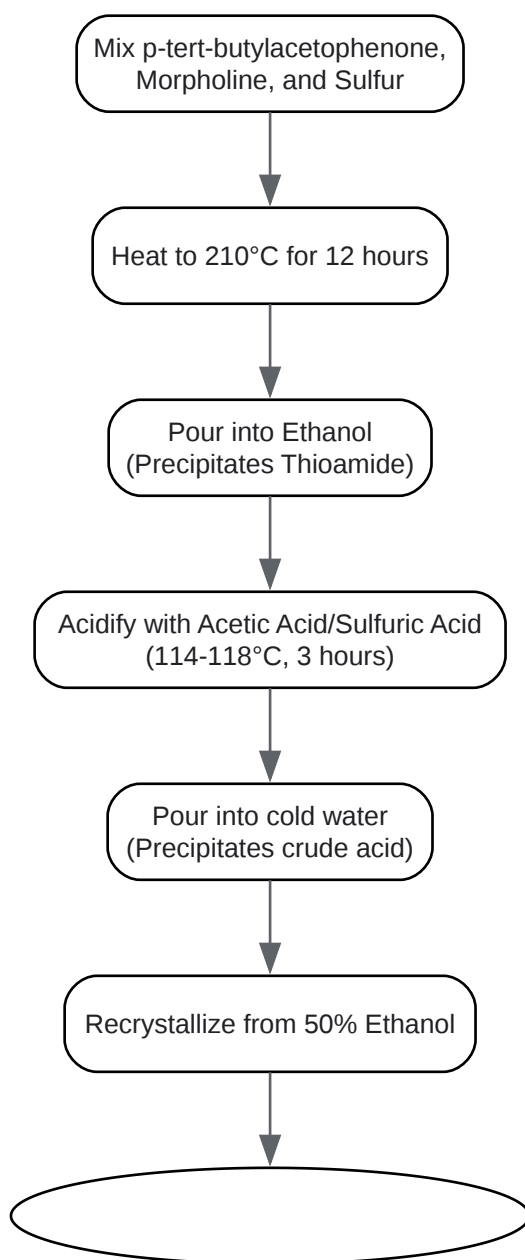 Mix p-tert-butylacetophenone,
Morpholine, and Sulfur
Heat to 210°C for 12 hours
Pour into Ethanol
(Precipitates Thioamide)
Acidify with Acetic Acid/Sulfuric Acid
(114-118°C, 3 hours)
Pour into cold water
(Precipitates crude acid)
Recrystallize from 50% Ethanol